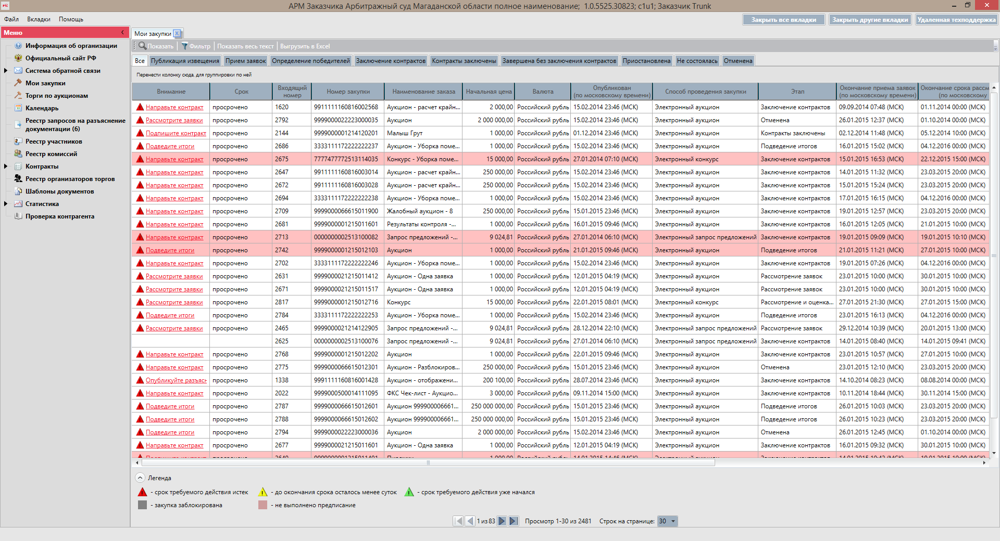 РТС
АРМ Заказчика Арбитражный суд Магаданской области полное наименование;  1.0.5525.30823; c1u1; Заказчик Trunk
Файл Вкладки Помощь
Закрыть все вкладки Закрыть другие вкладки Удаленная техподдержка
Меню
Информация об организации
Официальный сайт РФ
Система обратной связи
Мои закупки
Торги по аукционам
Календарь
Реестр запросов на разъяснение
документации (6)
Реестр участников
Реестр комиссий
Контракты
Реестр организаторов торгов
Шаблоны документов
Статистика
Проверка контрагента
Мои закупки
Показать Фильтр Показать весь текст Выгрузить в Excel
Все Публикация извещения Прием заявок Определение победителей Заключение контрактов Контракты заключены Завершена без заключения контрактов Приостановлена Не состоялась Отменена
Перенести колонку сюда, для группировки по ней
Внимание Срок Входящий номер Номер закупки Наименование заказа Начальная цена Валюта Опубликован (по московскому времени) Способ проведения закупки Этап Окончание приема заявок (по московскому времени) Окончание срока рассм (по московскому
Направьте контракт просрочено 1620 9911111160816002568 Аукцион - расчет крайн... 2 000,00 Российский рубль 15.02.2014 23:46 (МСК) Электронный аукцион Заключение контрактов 09.09.2014 07:48 (МСК) 01.11.2014 00:00 (МСК)
Рассмотрите заявки просрочено 2792 9999000022223000035 Аукцион 2 000 000,00 Российский рубль 15.02.2014 23:46 (МСК) Электронный аукцион Отменена 26.01.2015 12:37 (МСК) 01.10.2014 00:00 (МСК)
Подпишите контракт просрочено 2144 9999000001214120201 Малыш Грут 1 000,00 Российский рубль 01.12.2014 23:46 (МСК) Электронный аукцион Контракты заключены 02.12.2014 11:48 (МСК) 05.12.2014 10:00 (МСК)
Подведите итоги просрочено 2686 3333111172222222237 Аукцион - Уборка поме... 1 000,00 Российский рубль 15.02.2014 23:46 (МСК) Электронный аукцион Подведение итогов 16.01.2015 15:02 (МСК) 04.12.2016 00:00 (МСК)
Направьте контракт просрочено 2675 7777477772513114035 Конкурс - Уборка поме... 15 000,00 Российский рубль 27.01.2014 07:10 (МСК) Электронный конкурс Заключение контрактов 15.01.2015 16:53 (МСК) 22.12.2015 15:00 (МСК)
Направьте контракт просрочено 2647 9911111160816003014 Аукцион - расчет крайн... 250 000,00 Российский рубль 15.02.2014 23:46 (МСК) Электронный аукцион Заключение контрактов 14.01.2015 11:32 (МСК) 23.03.2015 20:00 (МСК)
Направьте контракт просрочено 2672 9911111160816003028 Аукцион - расчет крайн... 250 000,00 Российский рубль 15.02.2014 23:46 (МСК) Электронный аукцион Заключение контрактов 15.01.2015 15:24 (МСК) 23.03.2015 20:00 (МСК)
Направьте контракт просрочено 2694 3333111172222222238 Аукцион - Уборка поме... 1 000,00 Российский рубль 15.02.2014 23:46 (МСК) Электронный аукцион Заключение контрактов 17.01.2015 16:15 (МСК) 04.12.2016 00:00 (МСК)
Направьте контракт просрочено 2709 9999000066615011900 Жалобный аукцион - 8 250 000,00 Российский рубль 15.01.2015 23:46 (МСК) Электронный аукцион Заключение контрактов 19.01.2015 12:57 (МСК) 23.03.2015 20:00 (МСК)
Направьте контракт просрочено 2681 9999000001215011601 Результаты контроля -... 1 000,00 Российский рубль 16.01.2015 09:46 (МСК) Электронный аукцион Заключение контрактов 16.01.2015 12:05 (МСК) 21.01.2015 10:00 (МСК)
Направьте контракт просрочено 2713 0000000002513100082 Запрос предложений -... 9 024,81 Российский рубль 27.01.2014 06:10 (МСК) Электронный запрос предложений Заключение контрактов 19.01.2015 09:09 (МСК) 19.01.2015 10:10 (МСК)
Подведите итоги просрочено 2742 9999000001215012103 Аукцион 1 000,00 Российский рубль 21.01.2015 09:46 (МСК) Электронный аукцион Подведение итогов 21.01.2015 11:21 (МСК) 27.01.2015 10:00 (МСК)
Направьте контракт просрочено 2702 3333111172222222246 Аукцион - Уборка поме... 1 000,00 Российский рубль 15.02.2014 23:46 (МСК) Электронный аукцион Заключение контрактов 19.01.2015 07:26 (МСК) 04.12.2016 00:00 (МСК)
Рассмотрите заявки просрочено 2631 9999000021215011412 Аукцион - Одна заявка 1 000,00 Российский рубль 12.01.2015 04:19 (МСК) Электронный аукцион Рассмотрение заявок 23.01.2015 10:00 (МСК) 30.01.2015 10:00 (МСК)
Рассмотрите заявки просрочено 2671 9999000021215011517 Аукцион - Одна заявка 1 000,00 Российский рубль 12.01.2015 04:19 (МСК) Электронный аукцион Рассмотрение заявок 23.01.2015 10:00 (МСК) 30.01.2015 10:00 (МСК)
Рассмотрите заявки просрочено 2817 9999000001215012716 Конкурс 15 000,00 Российский рубль 22.01.2015 08:01 (МСК) Электронный конкурс Рассмотрение и оценка... 27.01.2015 21:30 (МСК) 27.01.2015 15:00 (МСК)
Подведите итоги просрочено 2784 3333111172222222253 Аукцион - Уборка поме... 1 000,00 Российский рубль 15.02.2014 23:46 (МСК) Электронный аукцион Подведение итогов 23.01.2015 16:13 (МСК) 04.12.2016 00:00 (МСК)
Рассмотрите заявки просрочено 2465 9999000021214122905 Запрос предложений -... 9 024,81 Российский рубль 28.12.2014 22:10 (МСК) Электронный запрос предложений Рассмотрение заявок 29.12.2014 10:39 (МСК) 20.01.2015 13:00 (МСК)
2625 0000000002513100076 Запрос предложений -... 9 024,81 Российский рубль 27.01.2014 06:10 (МСК) Электронный запрос предложений Заключение контрактов 14.01.2015 08:40 (МСК) 14.01.2015 09:41 (МСК)
Направьте контракт просрочено 2768 9999000001215012202 Аукцион 1 000,00 Российский рубль 22.01.2015 09:46 (МСК) Электронный аукцион Заключение контрактов 23.01.2015 10:57 (МСК) 27.01.2015 10:00 (МСК)
Направьте контракт просрочено 2775 9999000066615012301 Аукцион - Разблокиров... 250 000,00 Российский рубль 15.01.2015 23:46 (МСК) Электронный аукцион Отменена 23.01.2015 12:10 (МСК) 23.03.2015 20:00 (МСК)
Опубликуйте разъясн просрочено 1338 9991111160816001428 Аукцион - отображени... 200 100,00 Российский рубль 28.07.2014 23:46 (МСК) Электронный аукцион Заключение контрактов 14.10.2014 08:23 (МСК) 08.08.2014 00:00 (МСК)
Направьте контракт просрочено 2022 9999000500014111095 ФКС Чек-лист - Аукцио... 3 000,00 Российский рубль 09.11.2014 15:00 (МСК) Электронный аукцион Заключение контрактов 10.11.2014 18:44 (МСК) 30.11.2014 15:00 (МСК)
Подведите итоги просрочено 2787 9999000066615012601 Аукцион 999900006661... 250 000 000,00 Российский рубль 15.01.2015 23:46 (МСК) Электронный аукцион Подведение итогов 26.01.2015 10:03 (МСК) 23.03.2015 20:00 (МСК)
Подведите итоги просрочено 2788 9999000066615012602 Аукцион 999900006661... 250 000 000,00 Российский рубль 15.01.2015 23:46 (МСК) Электронный аукцион Подведение итогов 26.01.2015 10:23 (МСК) 23.03.2015 20:00 (МСК)
Подведите итоги просрочено 2794 9999000022223000036 Аукцион 2 000 000,00 Российский рубль 15.02.2014 23:46 (МСК) Электронный аукцион Отменена 26.01.2015 12:45 (МСК) 01.10.2014 00:00 (МСК)
Направьте контракт просрочено 2677 9999000021215011601 Аукцион - Одна заявка 1 000,00 Российский рубль 12.01.2015 04:19 (МСК) Электронный аукцион Заключение контрактов 16.01.2015 09:32 (МСК) 30.01.2015 10:00 (МСК)
Легенда
- срок требуемого действия истек - до окончания срока осталось менее суток - срок требуемого действия уже начался
- закупка заблокирована - не выполнено предписание
1 из 83 Просмотр 1-30 из 2481 Строк на странице: 30